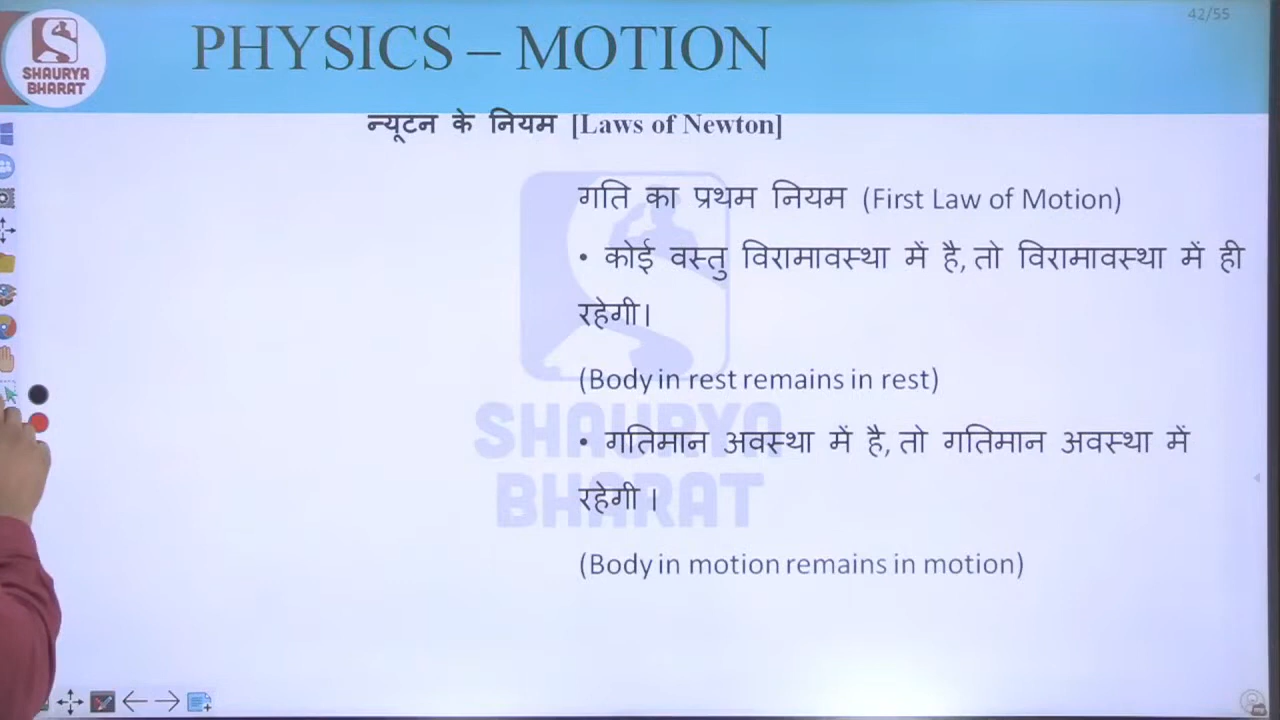 42/55
PHYSICS – MOTION
SHAURYA
BHARAT
न्यूटन के नियम [Laws of Newton]
गति का प्रथम नियम (First Law of Motion)
• कोई वस्तु विरामावस्था में है, तो विरामावस्था में ही
रहेगी।
(Body in rest remains in rest)
SHAURYA
• गतिमान अवस्था में है, तो गतिमान अवस्था में
रहेगी ।
BHARAT
(Body in motion remains in motion)